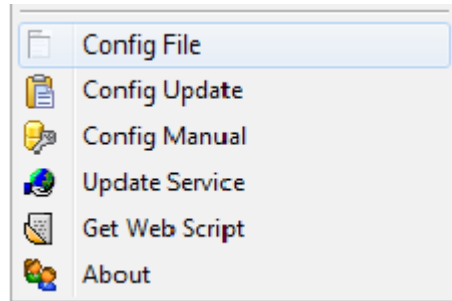 Config File
Config Update
Config Manual
Update Service
Get Web Script
About